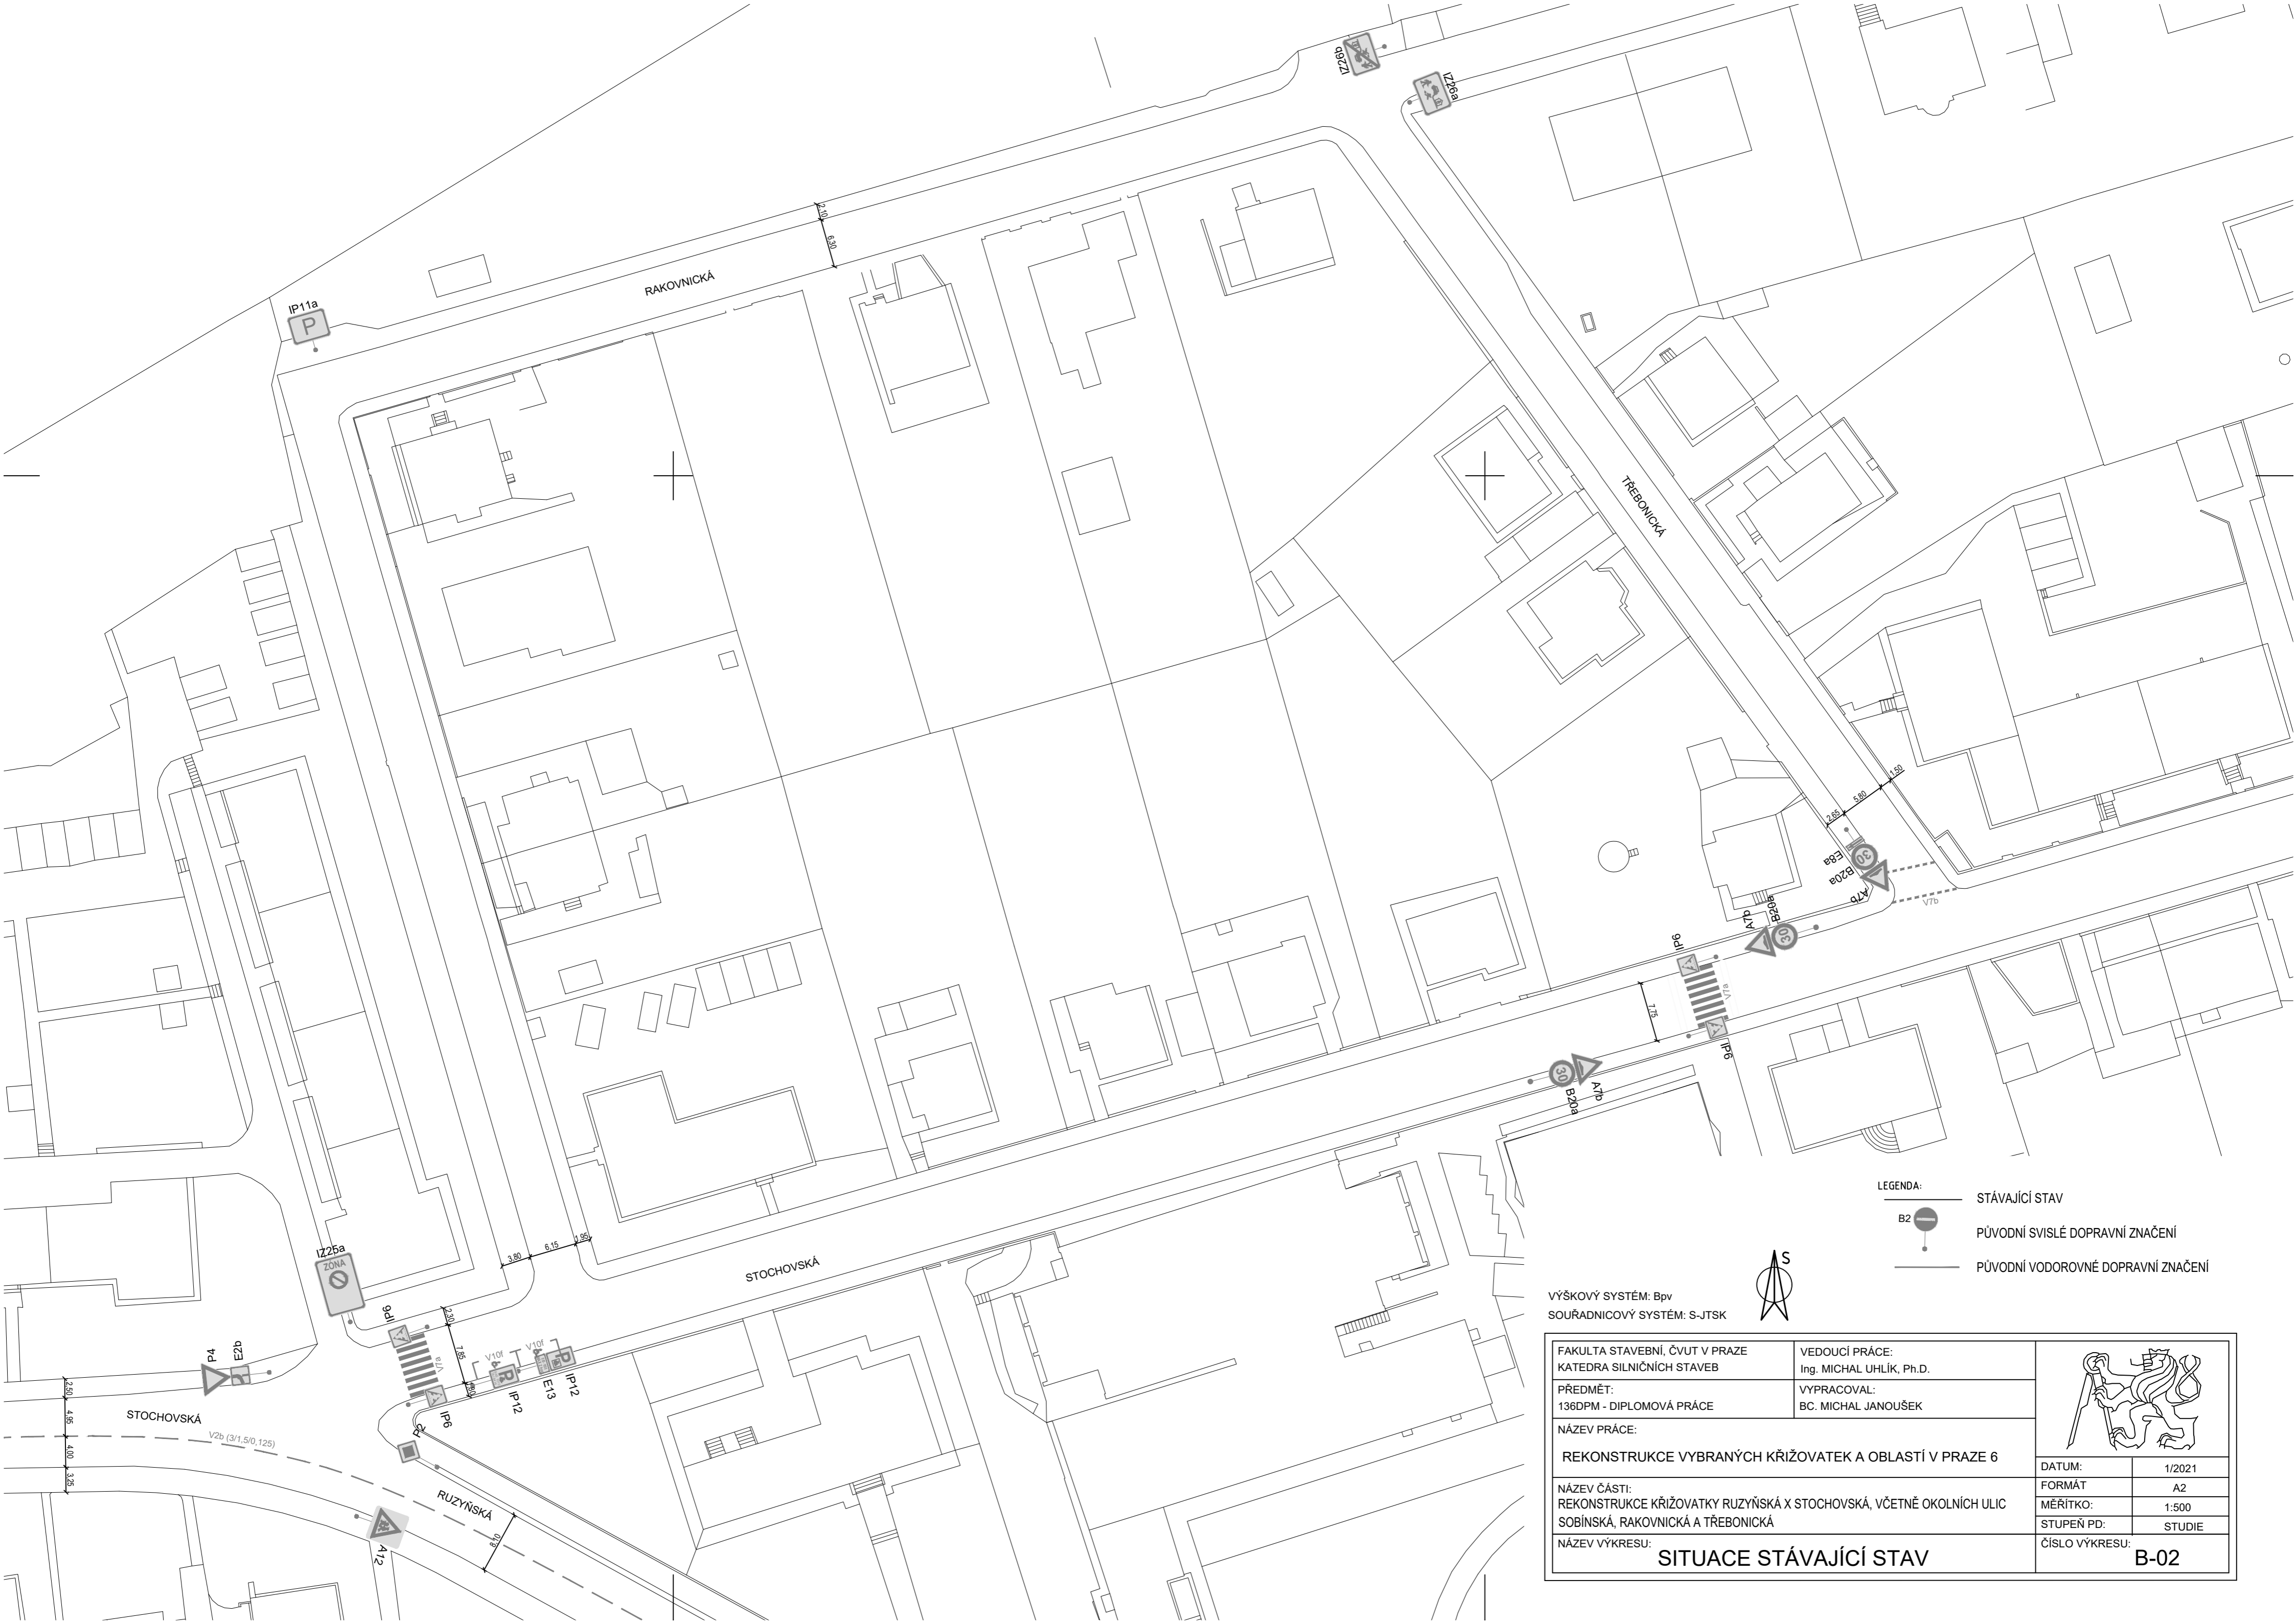 IZ26b
IZ26a
2,10
6,30
RAKOVNICKÁ
IP11a
P
TŘEBONICKÁ
1,50
5,80
2,65
E8a
30
B20a
A7b
V7b
A7b
B20a
30
IP6
V7a
7,75
IP6
30
B20a
A7b
IZ25a
ZÓNA
3,80
6,15
1,95
STOCHOVSKÁ
IP6
2,30
V7a
7,85
V10f
V10f
P4
E2b
R
P
IP12
E13
IP12
IP6
P2
2,50
4,95
4,00
3,25
STOCHOVSKÁ
V2b (3/1,5/0,125)
RUZYŇSKÁ
8,10
A12
LEGENDA:
STÁVAJÍCÍ STAV
B2
PŮVODNÍ SVISLÉ DOPRAVNÍ ZNAČENÍ
PŮVODNÍ VODOROVNÉ DOPRAVNÍ ZNAČENÍ
S
VÝŠKOVÝ SYSTÉM: Bpv
SOUŘADNICOVÝ SYSTÉM: S-JTSK
FAKULTA STAVEBNÍ, ČVUT V PRAZE
KATEDRA SILNIČNÍCH STAVEB
VEDOUCÍ PRÁCE:
Ing. MICHAL UHLÍK, Ph.D.
PŘEDMĚT:
136DPM - DIPLOMOVÁ PRÁCE
VYPRACOVAL:
BC. MICHAL JANOUŠEK
NÁZEV PRÁCE:
REKONSTRUKCE VYBRANÝCH KŘIŽOVATEK A OBLASTÍ V PRAZE 6
NÁZEV ČÁSTI:
REKONSTRUKCE KŘIŽOVATKY RUZYŇSKÁ X STOCHOVSKÁ, VČETNĚ OKOLNÍCH ULIC
SOBÍNSKÁ, RAKOVNICKÁ A TŘEBONICKÁ
NÁZEV VÝKRESU:
SITUACE STÁVAJÍCÍ STAV
DATUM: 1/2021
FORMÁT A2
MĚŘÍTKO: 1:500
STUPEŇ PD: STUDIE
ČÍSLO VÝKRESU:
B-02